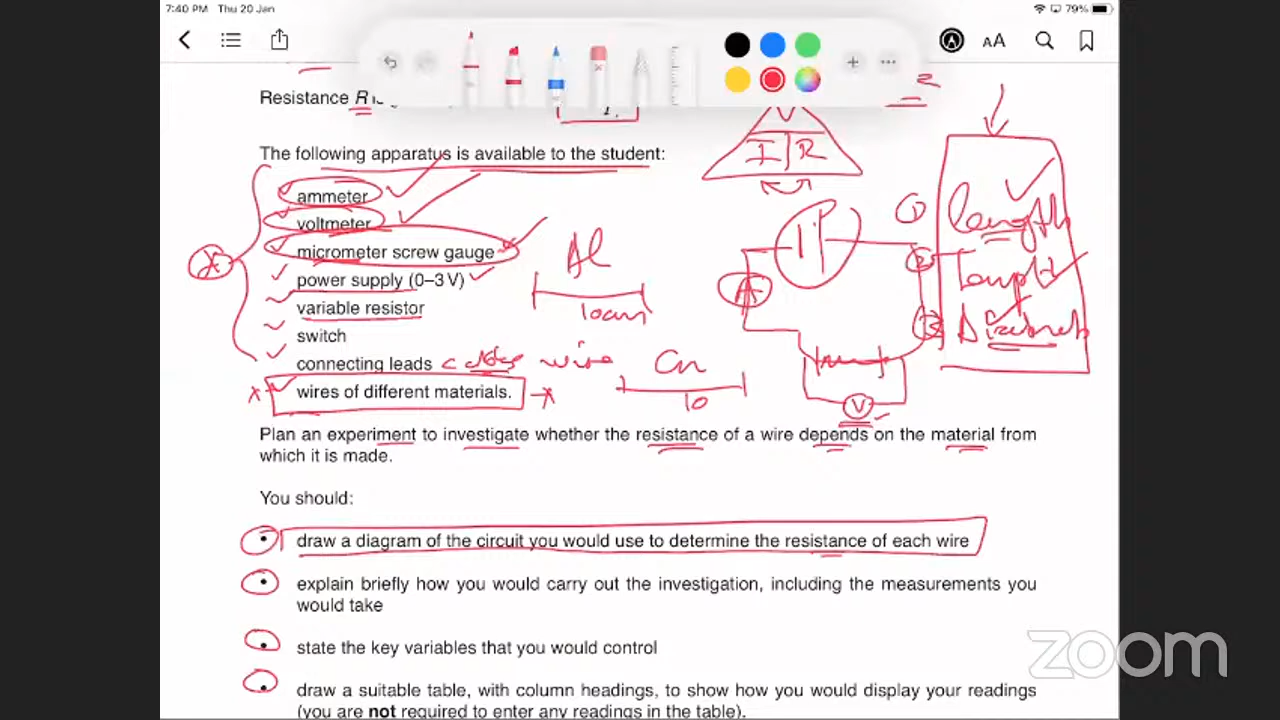 7:40 PM Thu 20 Jan
79%
AA
Resistance R is
The following apparatus is available to the student:
ammeter
voltmeter
micrometer screw gauge
power supply (0–3 V)
variable resistor
switch
connecting leads
wires of different materials.
Al
10cm
wire
Cu
10
V
I R
A
V
① length
②
③
Plan an experiment to investigate whether the resistance of a wire depends on the material from
which it is made.
You should:
• draw a diagram of the circuit you would use to determine the resistance of each wire
• explain briefly how you would carry out the investigation, including the measurements you
would take
• state the key variables that you would control
• draw a suitable table, with column headings, to show how you would display your readings
(you are not required to enter any readings in the table).
zoom